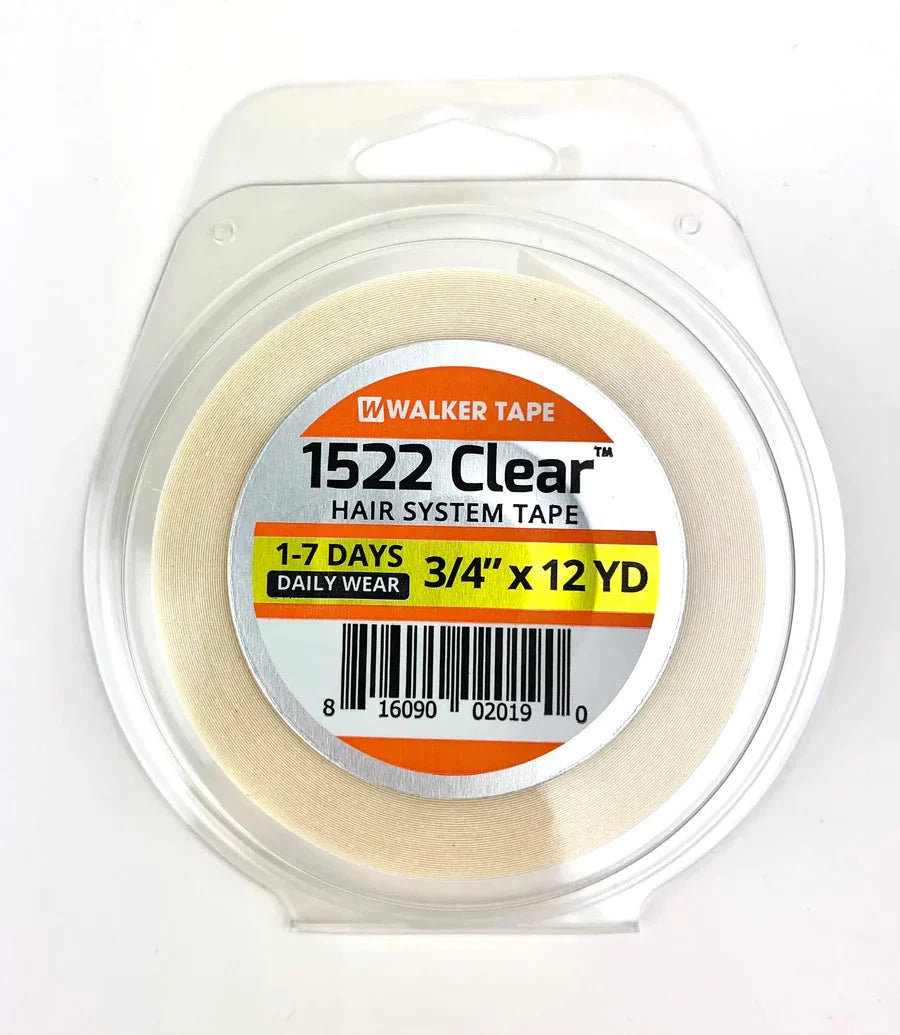 W WALKER TAPE
1522 Clear™
HAIR SYSTEM TAPE
1-7 DAYS
DAILY WEAR
3/4” x 12 YD
8 16090 02019 0